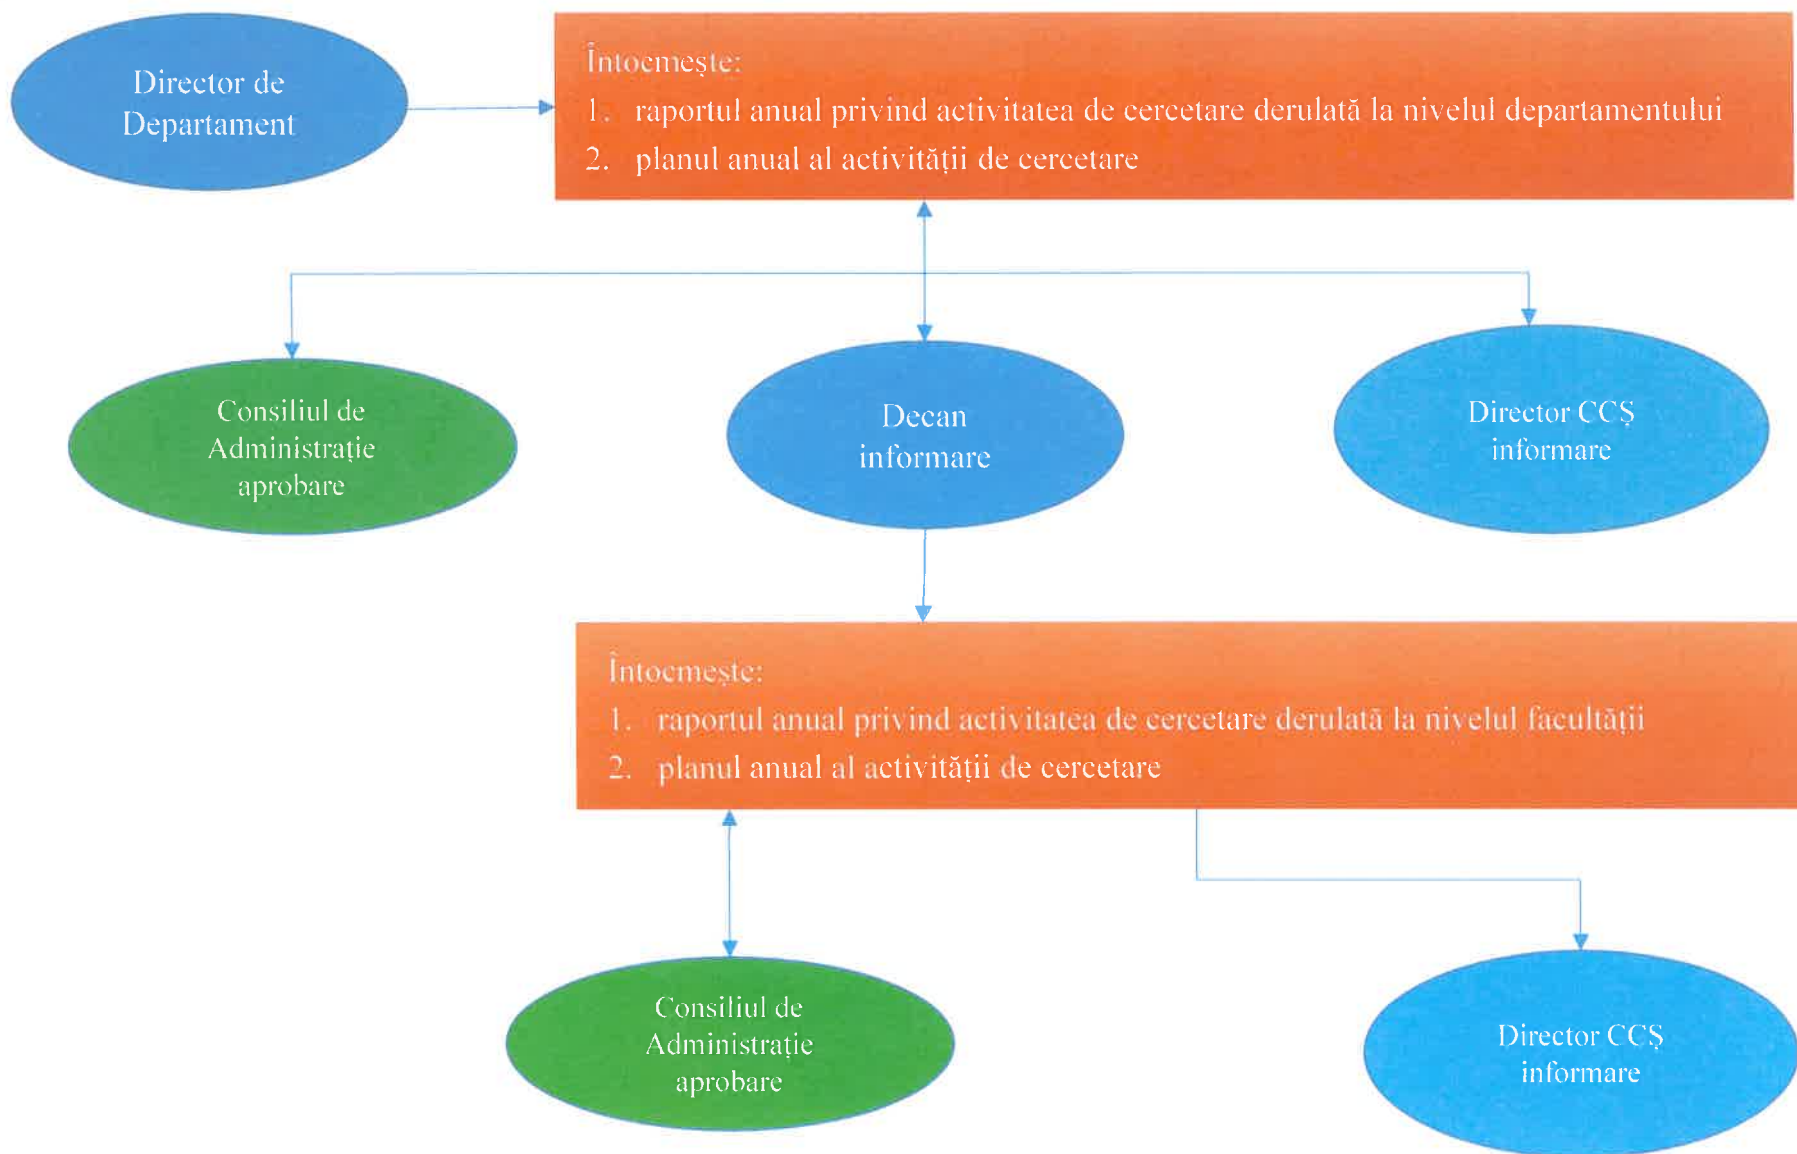 Director de
Departament
Întocmește:
1. raportul anual privind activitatea de cercetare derulată la nivelul departamentului
2. planul anual al activității de cercetare
Consiliul de
Administrație
aprobare
Decan
informare
Director CCȘ
informare
Întocmește:
1. raportul anual privind activitatea de cercetare derulată la nivelul facultății
2. planul anual al activității de cercetare
Consiliul de
Administrație
aprobare
Director CCȘ
informare